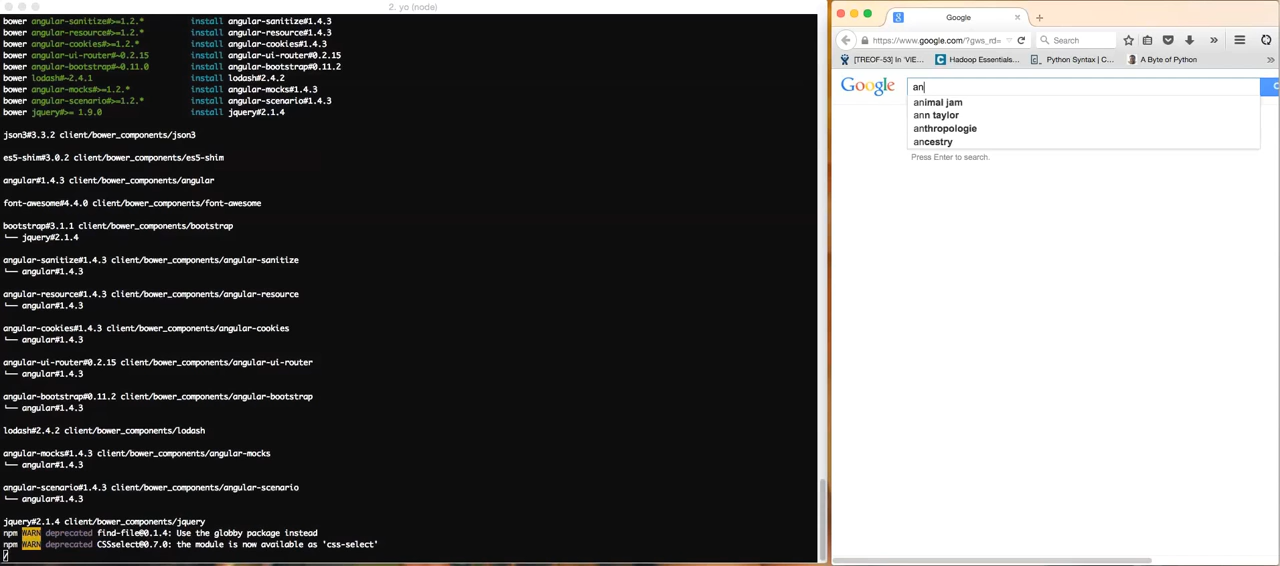 2. yo (node)
bower angular-sanitize#>=1.2.* install angular-sanitize#1.4.3
bower angular-resource#>=1.2.* install angular-resource#1.4.3
bower angular-cookies#>=1.2.* install angular-cookies#1.4.3
bower angular-ui-router#~0.2.15 install angular-ui-router#0.2.15
bower angular-bootstrap#~0.11.0 install angular-bootstrap#0.11.2
bower lodash#~2.4.1 install lodash#2.4.2
bower angular-mocks#>=1.2.* install angular-mocks#1.4.3
bower angular-scenario#>=1.2.* install angular-scenario#1.4.3
bower jquery#>= 1.9.0 install jquery#2.1.4
json3#3.3.2 client/bower_components/json3
es5-shim#3.0.2 client/bower_components/es5-shim
angular#1.4.3 client/bower_components/angular
font-awesome#4.4.0 client/bower_components/font-awesome
bootstrap#3.1.1 client/bower_components/bootstrap
└── jquery#2.1.4
angular-sanitize#1.4.3 client/bower_components/angular-sanitize
└── angular#1.4.3
angular-resource#1.4.3 client/bower_components/angular-resource
└── angular#1.4.3
angular-cookies#1.4.3 client/bower_components/angular-cookies
└── angular#1.4.3
angular-ui-router#0.2.15 client/bower_components/angular-ui-router
└── angular#1.4.3
angular-bootstrap#0.11.2 client/bower_components/angular-bootstrap
└── angular#1.4.3
lodash#2.4.2 client/bower_components/lodash
angular-mocks#1.4.3 client/bower_components/angular-mocks
└── angular#1.4.3
angular-scenario#1.4.3 client/bower_components/angular-scenario
└── angular#1.4.3
jquery#2.1.4 client/bower_components/jquery
npm WARN deprecated find-file@0.1.4: Use the globby package instead
npm WARN deprecated CSSselect@0.7.0: the module is now available as 'css-select'
/
Google
https://www.google.com/?gws_rd= Search
[TREOF-53] In 'VIE... Hadoop Essentials... Python Syntax | C... A Byte of Python
Google an
animal jam
ann taylor
anthropologie
ancestry
Press Enter to search.